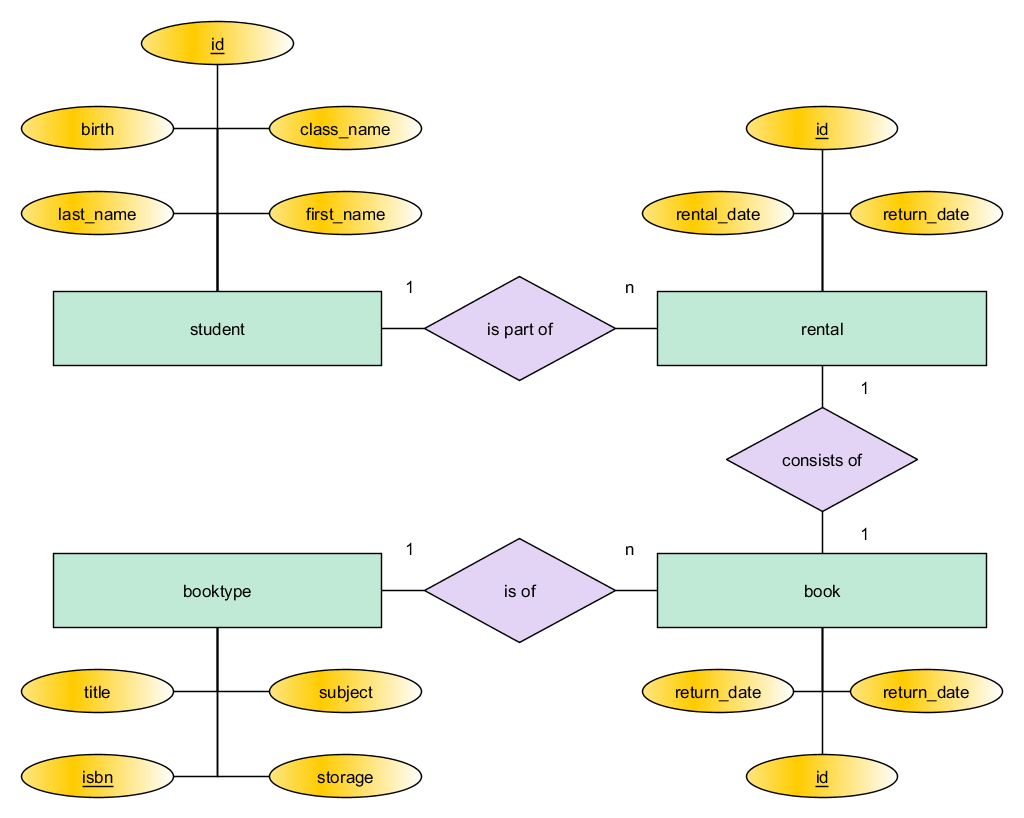 id
birth
class_name
id
last_name
first_name
rental_date
return_date
1
n
student
is part of
rental
1
consists of
1
1
n
booktype
is of
book
title
subject
return_date
return_date
isbn
storage
id